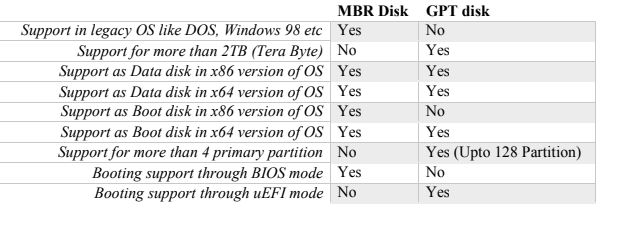 MBR Disk GPT disk
Support in legacy OS like DOS, Windows 98 etc Yes No
Support for more than 2TB (Tera Byte) No Yes
Support as Data disk in x86 version of OS Yes Yes
Support as Data disk in x64 version of OS Yes Yes
Support as Boot disk in x86 version of OS Yes No
Support as Boot disk in x64 version of OS Yes Yes
Support for more than 4 primary partition No Yes (Upto 128 Partition)
Booting support through BIOS mode Yes No
Booting support through uEFI mode No Yes